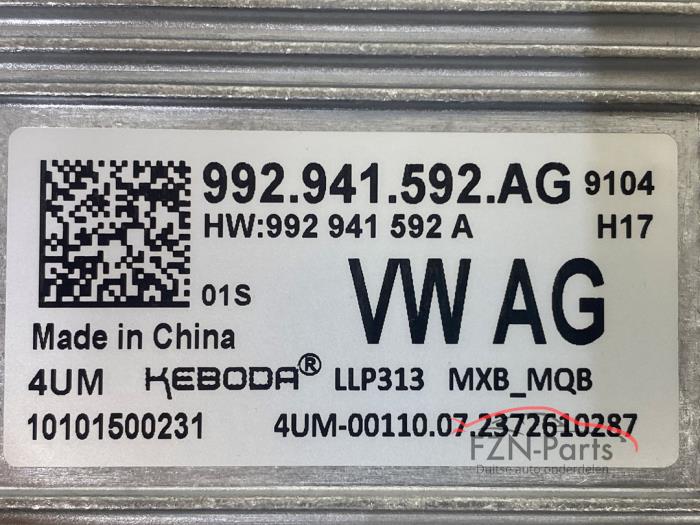 992.941.592.AG 9104
HW:992 941 592 A H17
01S VW AG
Made in China
4UM KEBODA® LLP313 MXB_MQB
10101500231 4UM-00110.07.2372610287
FZN-Parts
Duitse auto onderdelen